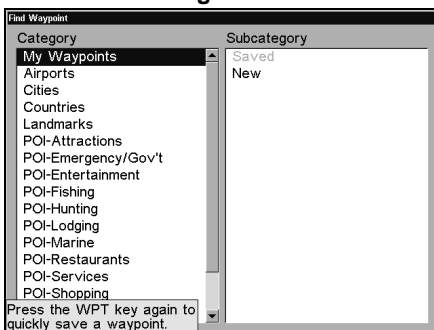 Find Waypoint
Category
My Waypoints
Airports
Cities
Countries
Landmarks
POI-Attractions
POI-Emergency/Gov't
POI-Entertainment
POI-Fishing
POI-Hunting
POI-Lodging
POI-Marine
POI-Restaurants
POI-Services
POI-Shopping
Press the WPT key again to
quickly save a waypoint.
Subcategory
Saved
New